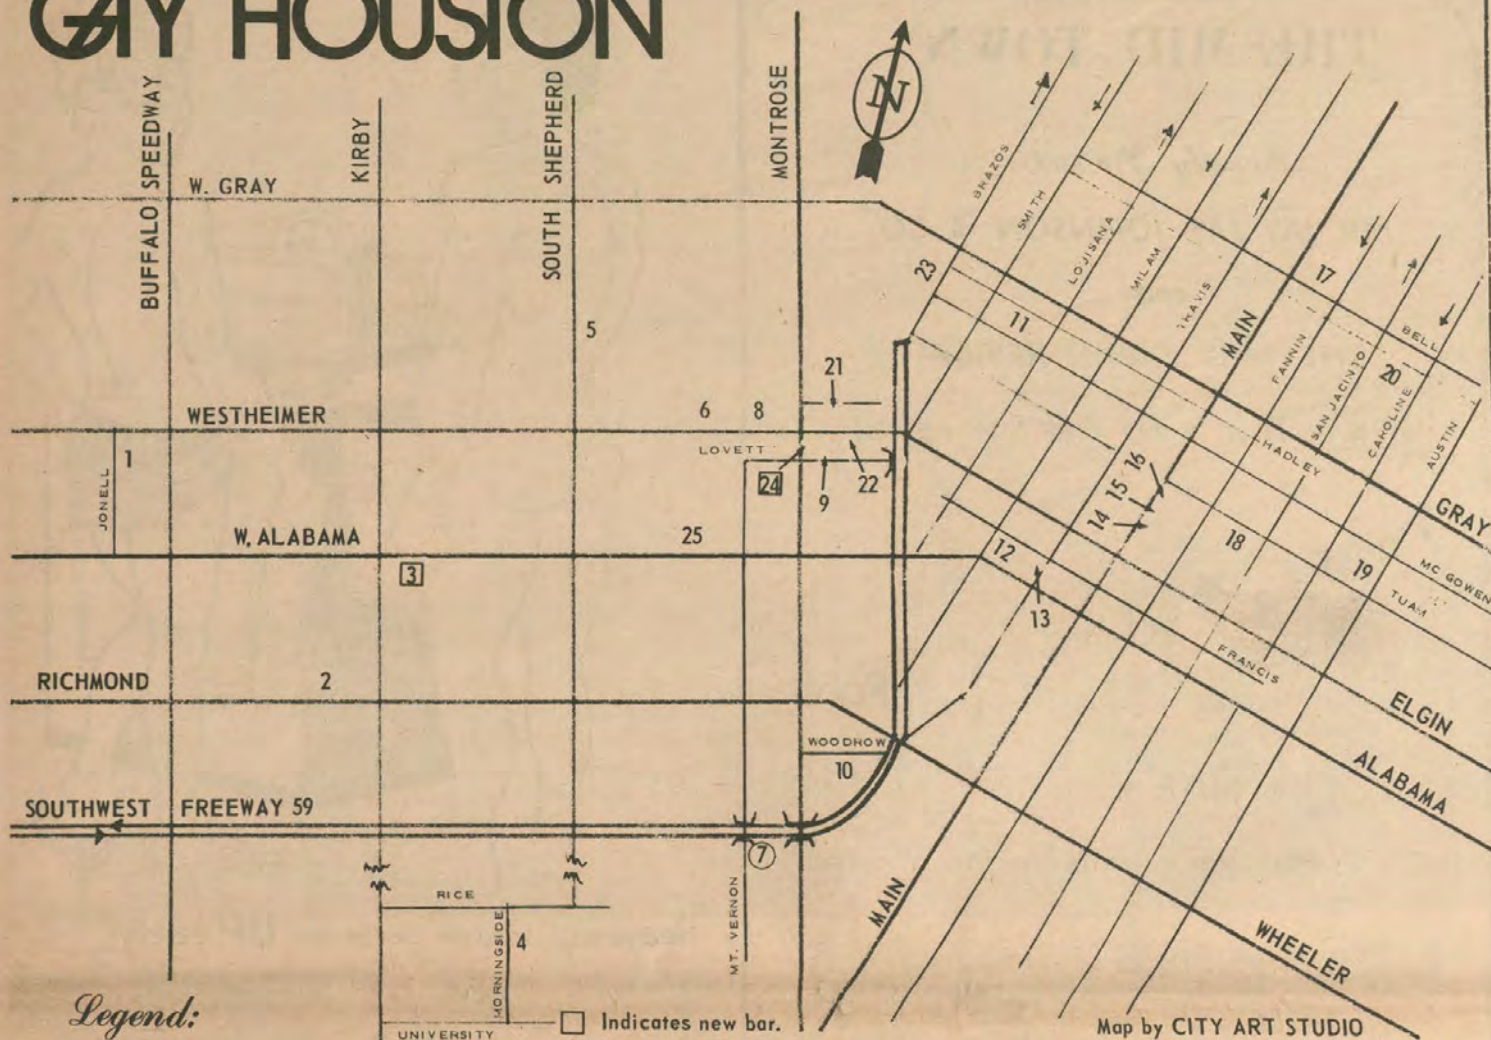 GAY HOUSTON
BUFFALO SPEEDWAY
KIRBY
SOUTH SHEPHERD
MONTROSE
N
W. GRAY
BRAZOS
SMITH
LOUISIANA
MILAM
TRAVIS
MAIN
FANNIN
SAN JACINTO
CAROLINE
AUSTIN
BELL
17
23
11
20
5
21
WESTHEIMER
6
8
LOVETT
HADLEY
JONELL
1
24
9
22
14
15
16
GRAY
W. ALABAMA
25
3
12
13
18
19
MC GOWEN
TUAM
FRANCIS
RICHMOND
2
ELGIN
WOODROW
10
ALABAMA
SOUTHWEST FREEWAY 59
7
RICE
MORNINGSIDE
4
MT. VERNON
MAIN
WHEELER
UNIVERSITY
Legend:
Indicates new bar.
Map by CITY ART STUDIO